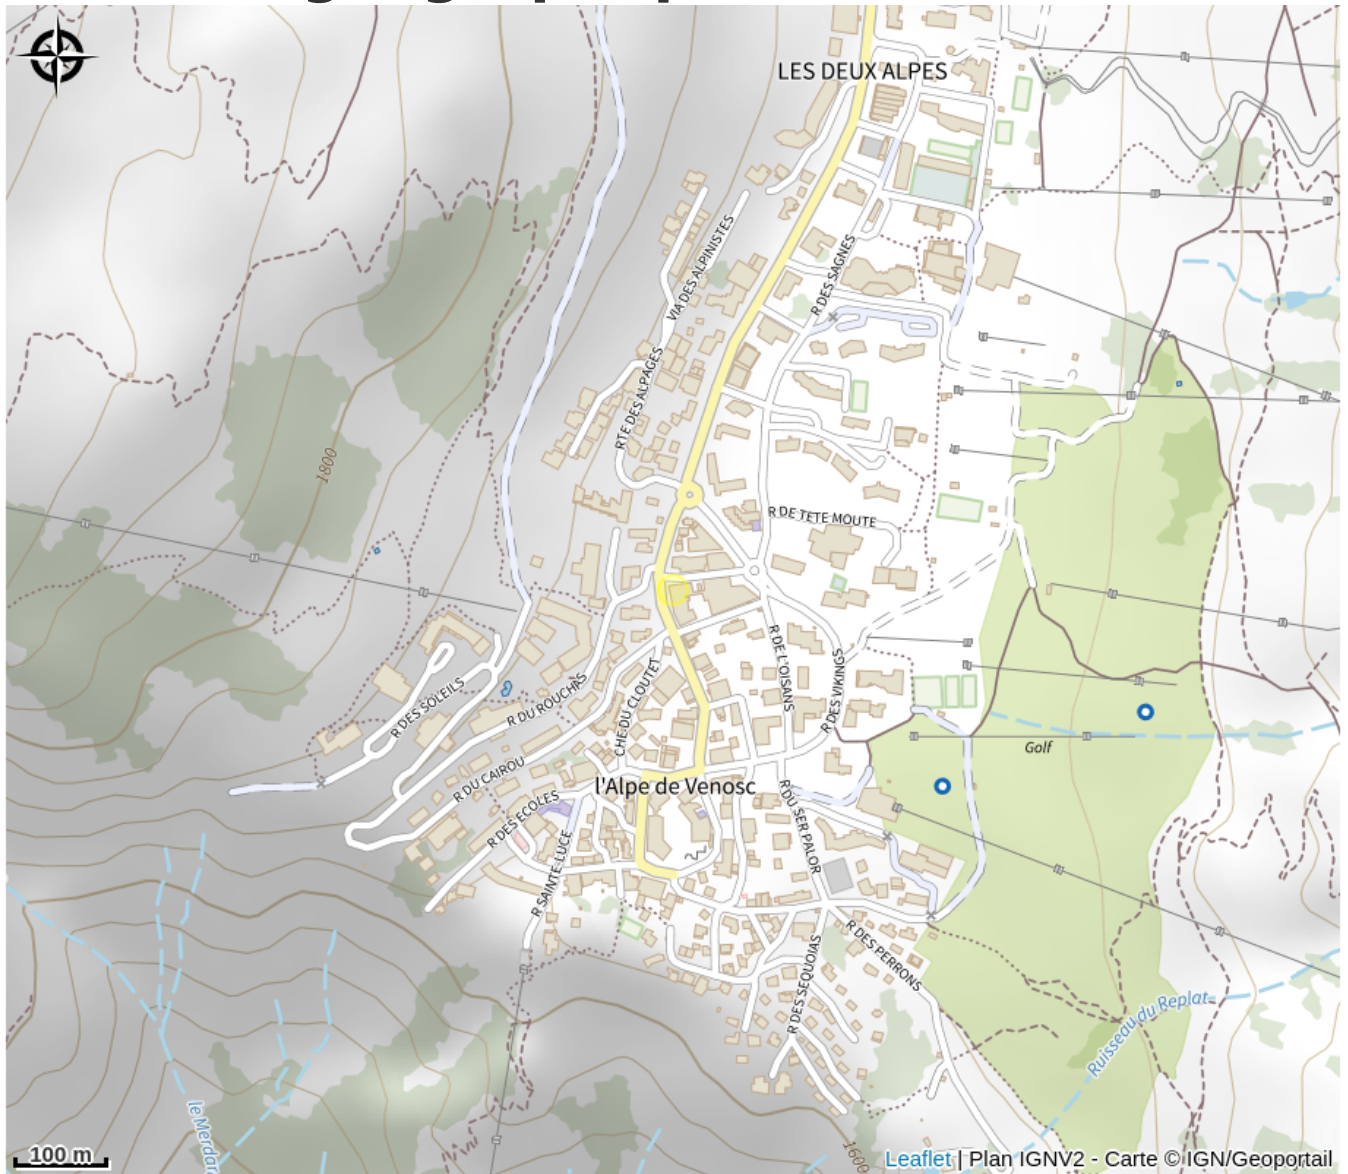 LES DEUX ALPES
VIA DES ALPINISTES
R DES SAGNES
RTE DES ALPAGES
1800
R DE TETE MOUTE
R DE L'OISANS
R DES VIKINGS
CHE DU CLOUTET
R DU ROUCHAS
R DES SOLEILS
Golf
R DU CAIROU
l'Alpe de Venosc
R DES ECOLES
R DU SER PALOR
R SAINTE-LUCE
R DES PERRONS
R DES SEQUOIAS
Ruisseau du Replat
le Merdar
1600
100 m
Leaflet | Plan IGNV2 - Carte © IGN/Geoportail